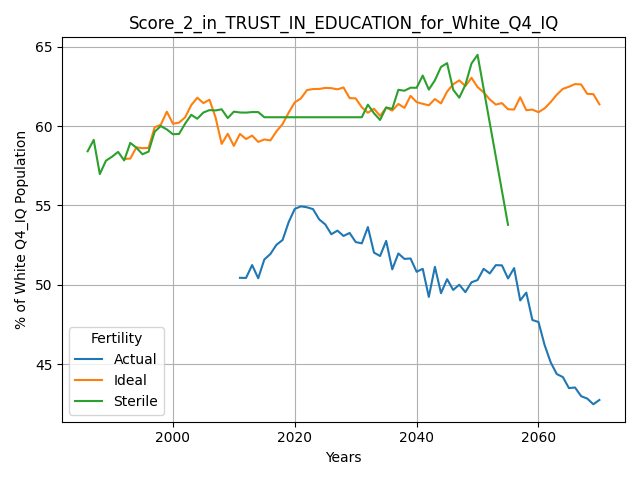 Score_2_in_TRUST_IN_EDUCATION_for_White_Q4_IQ
% of White Q4_IQ Population
65
60
55
50
45
Fertility
Actual
Ideal
Sterile
2000 2020 2040 2060
Years